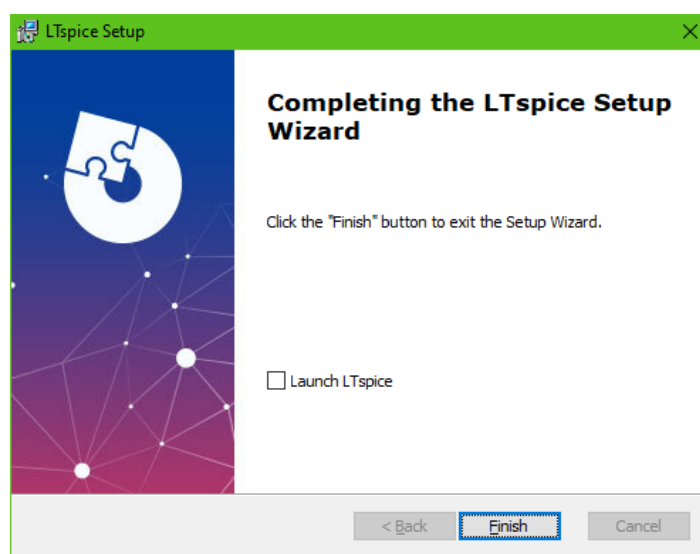 LTspice Setup
Completing the LTspice Setup
Wizard
Click the "Finish" button to exit the Setup Wizard.
Launch LTspice
< Back
Finish
Cancel